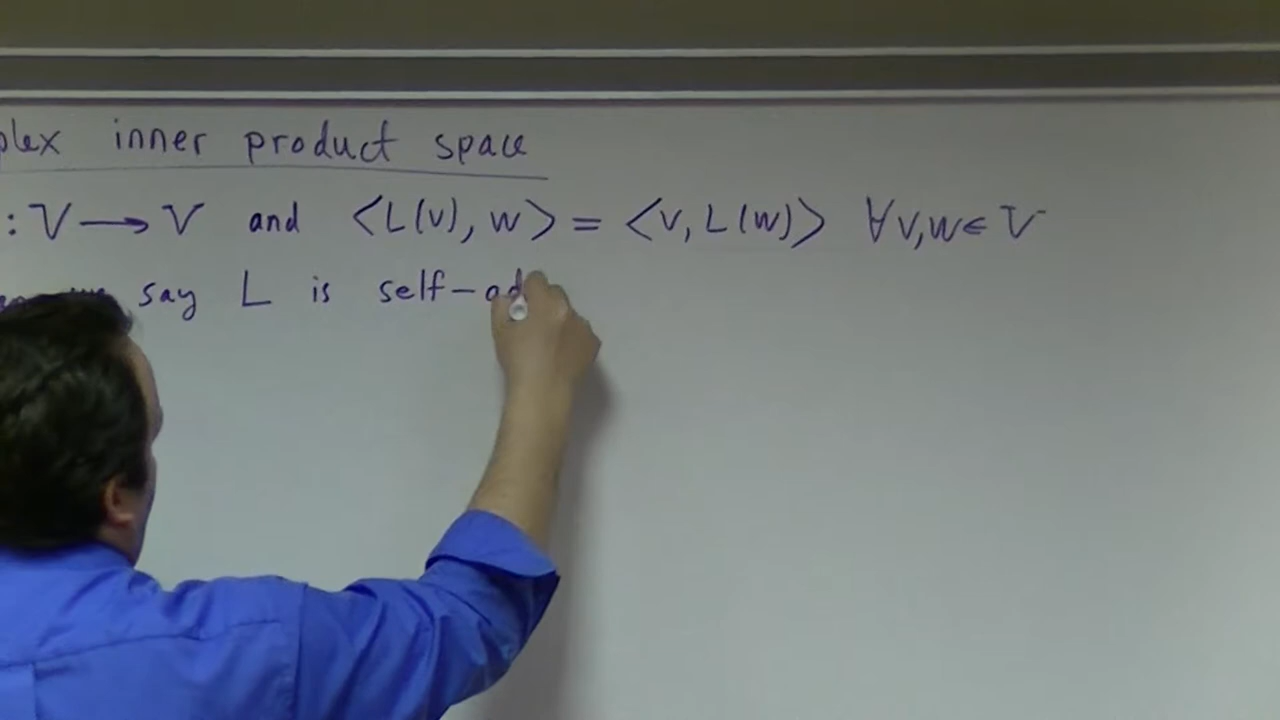 plex inner product space
: V → V and <L(v), w> = <v, L(w)> ∀v,w∈ V
say L is self-ad